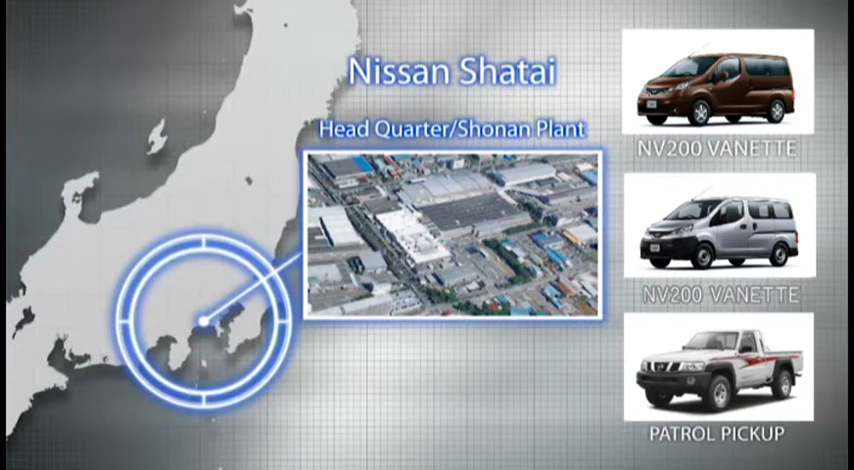 Nissan Shatai
Head Quarter/Shonan Plant
NV200 VANETTE
NV200 VANETTE
PATROL PICKUP